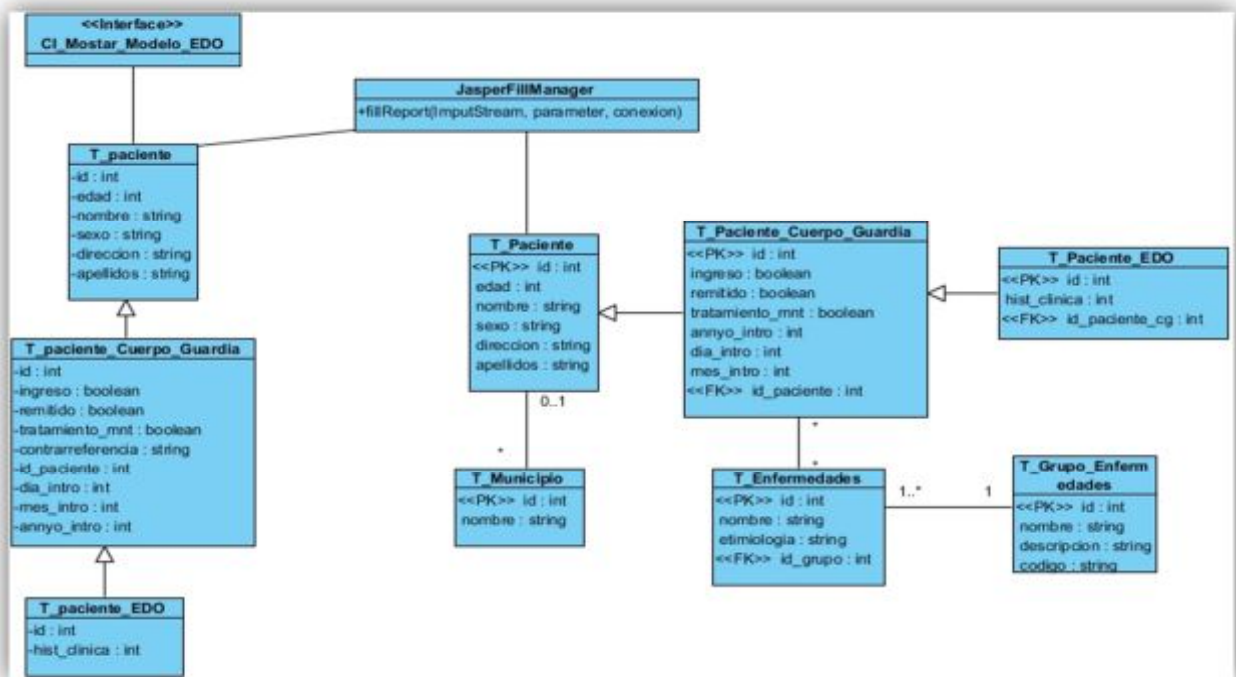 <<Interface>>
CI_Mostar_Modelo_EDO
JasperFillManager
+fillReport(ImputStream, parameter, conexion)
T_paciente
-id : int
-edad : int
-nombre : string
-sexo : string
-direccion : string
-apellidos : string
T_paciente_Cuerpo_Guardia
-id : int
-ingreso : boolean
-remitido : boolean
-tratamiento_mnt : boolean
-contrarreferencia : string
-id_paciente : int
-dia_intro : int
-mes_intro : int
-annyo_intro : int
T_paciente_EDO
-id : int
-hist_clinica : int
T_Paciente
<<PK>> id : int
edad : int
nombre : string
sexo : string
direccion : string
apellidos : string
0..1
*
T_Municipio
<<PK>> id : int
nombre : string
T_Paciente_Cuerpo_Guardia
<<PK>> id : int
ingreso : boolean
remitido : boolean
tratamiento_mnt : boolean
annyo_intro : int
dia_intro : int
mes_intro : int
<<FK>> id_paciente : int
*
*
T_Enfermedades
<<PK>> id : int
nombre : string
etimiologia : string
<<FK>> id_grupo : int
1..*
1
T_Paciente_EDO
<<PK>> id : int
hist_clinica : int
<<FK>> id_paciente_cg : int
T_Grupo_Enferm
edades
<<PK>> id : int
nombre : string
descripcion : string
codigo : string